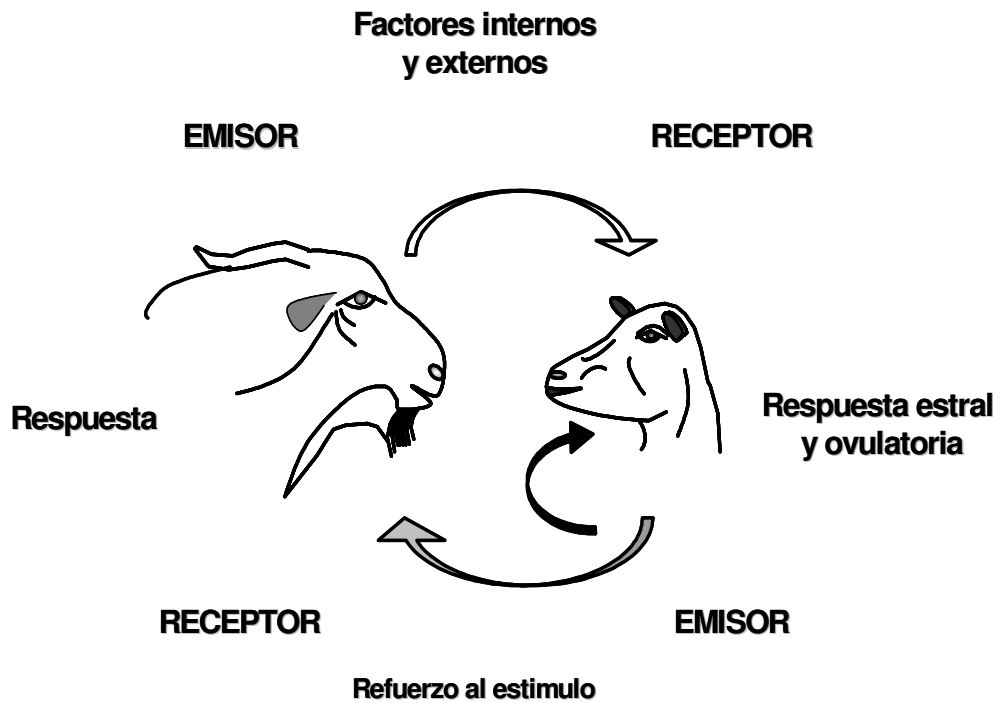 Factores internos
y externos
EMISOR
RECEPTOR
Respuesta
Respuesta estral
y ovulatoria
RECEPTOR
EMISOR
Refuerzo al estimulo